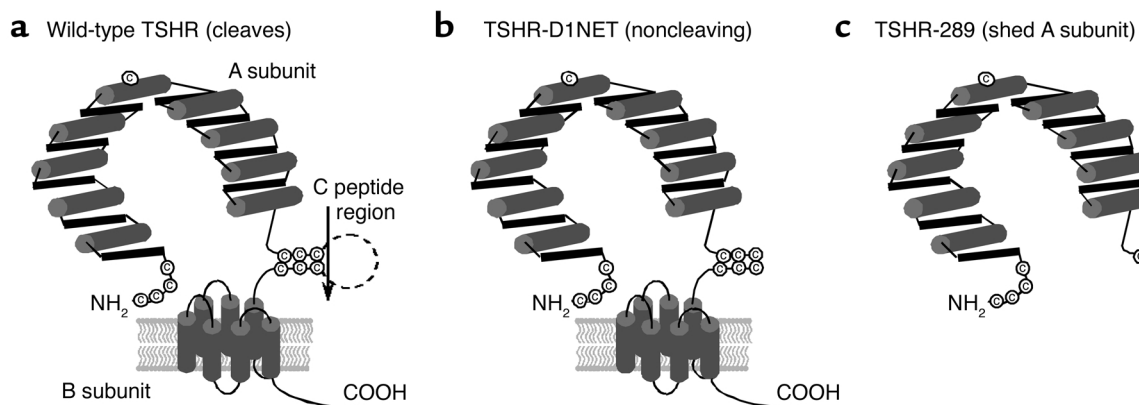 a Wild-type TSHR (cleaves)
A subunit
C
C peptide
region
C C C
C C C
C
C
C C
NH2
B subunit
COOH
b TSHR-D1NET (noncleaving)
C
C C C
C C C
C
C
C C
NH2
COOH
c TSHR-289 (shed A subunit)
C
C
C
C
C C
NH2